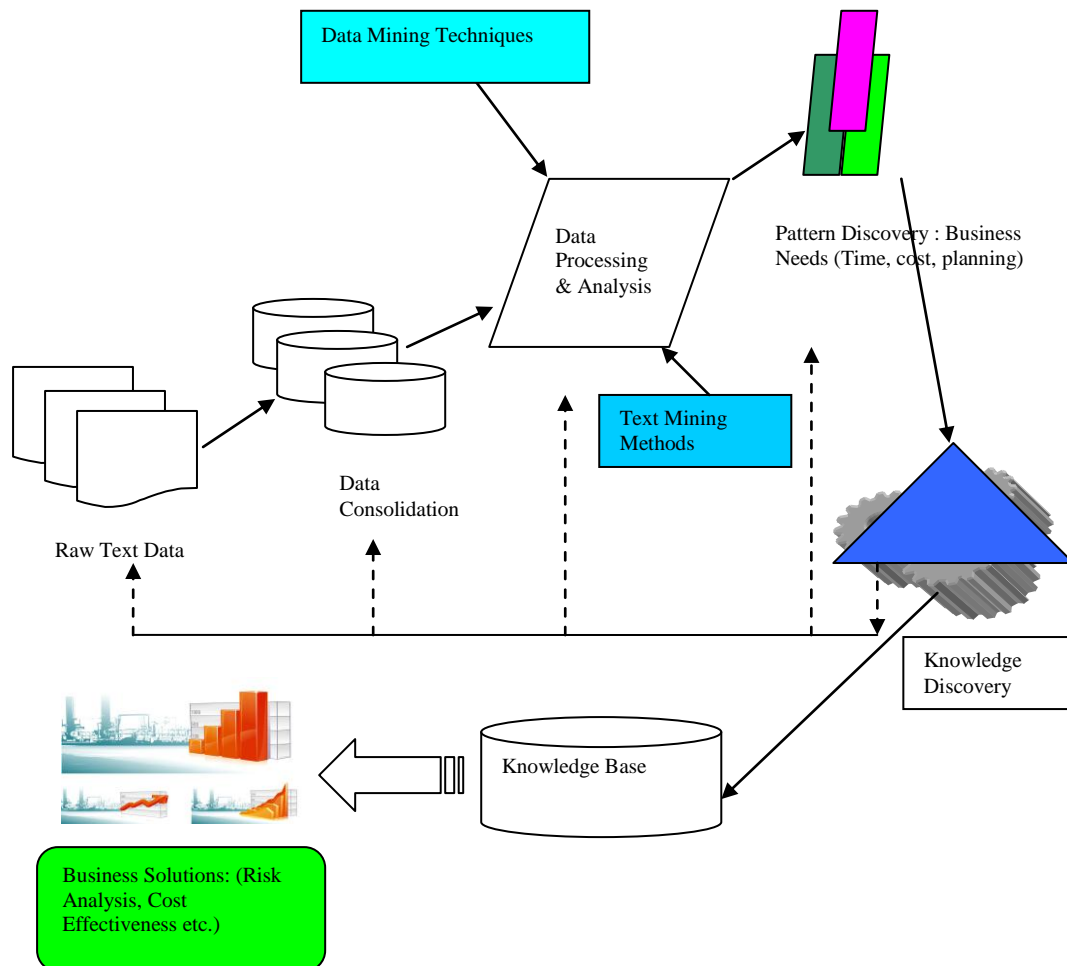 Data Mining Techniques
Data
Processing
& Analysis
Pattern Discovery : Business
Needs (Time, cost, planning)
Text Mining
Methods
Data
Consolidation
Raw Text Data
Knowledge
Discovery
Knowledge Base
Business Solutions: (Risk
Analysis, Cost
Effectiveness etc.)